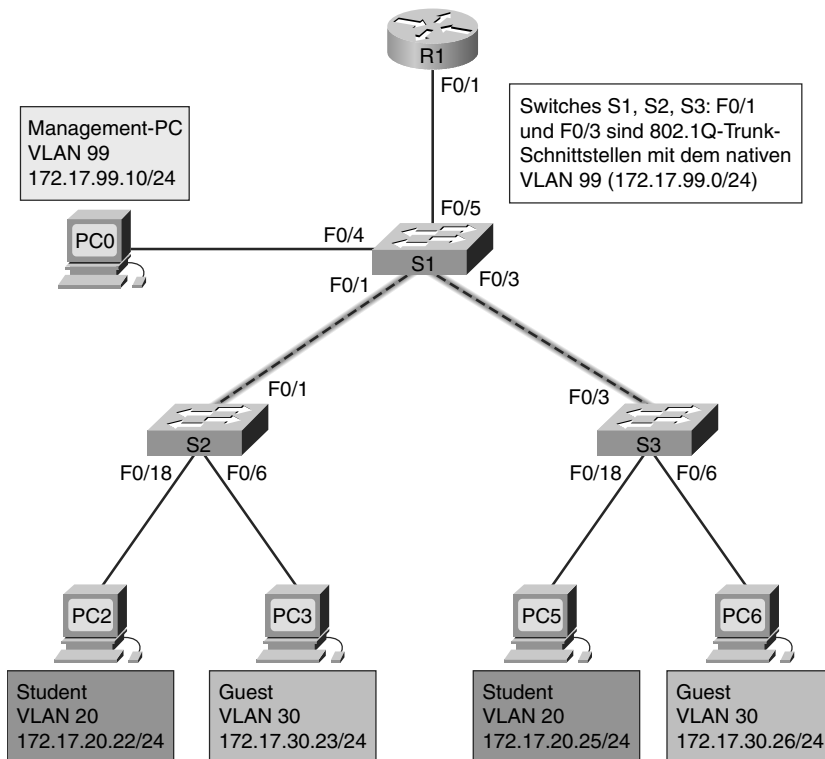 R1
F0/1
Switches S1, S2, S3: F0/1
und F0/3 sind 802.1Q-Trunk-
Schnittstellen mit dem nativen
VLAN 99 (172.17.99.0/24)
Management-PC
VLAN 99
172.17.99.10/24
F0/5
PC0
F0/4
S1
F0/1
F0/3
F0/1
F0/3
S2
S3
F0/18
F0/6
F0/18
F0/6
PC2
PC3
PC5
PC6
Student
VLAN 20
172.17.20.22/24
Guest
VLAN 30
172.17.30.23/24
Student
VLAN 20
172.17.20.25/24
Guest
VLAN 30
172.17.30.26/24